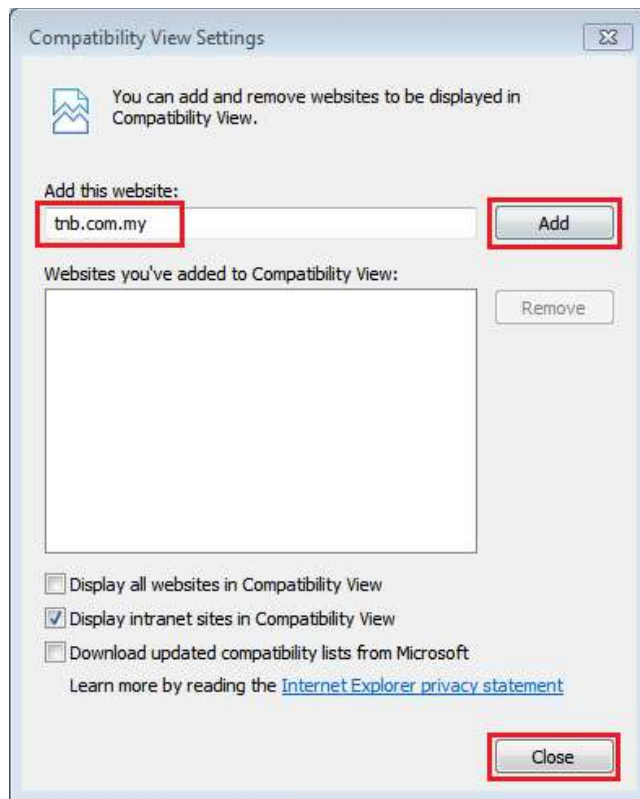 Compatibility View Settings
You can add and remove websites to be displayed in
Compatibility View.
Add this website:
tnb.com.my
Add
Websites you've added to Compatibility View:
Remove
Display all websites in Compatibility View
Display intranet sites in Compatibility View
Download updated compatibility lists from Microsoft
Learn more by reading the Internet Explorer privacy statement
Close